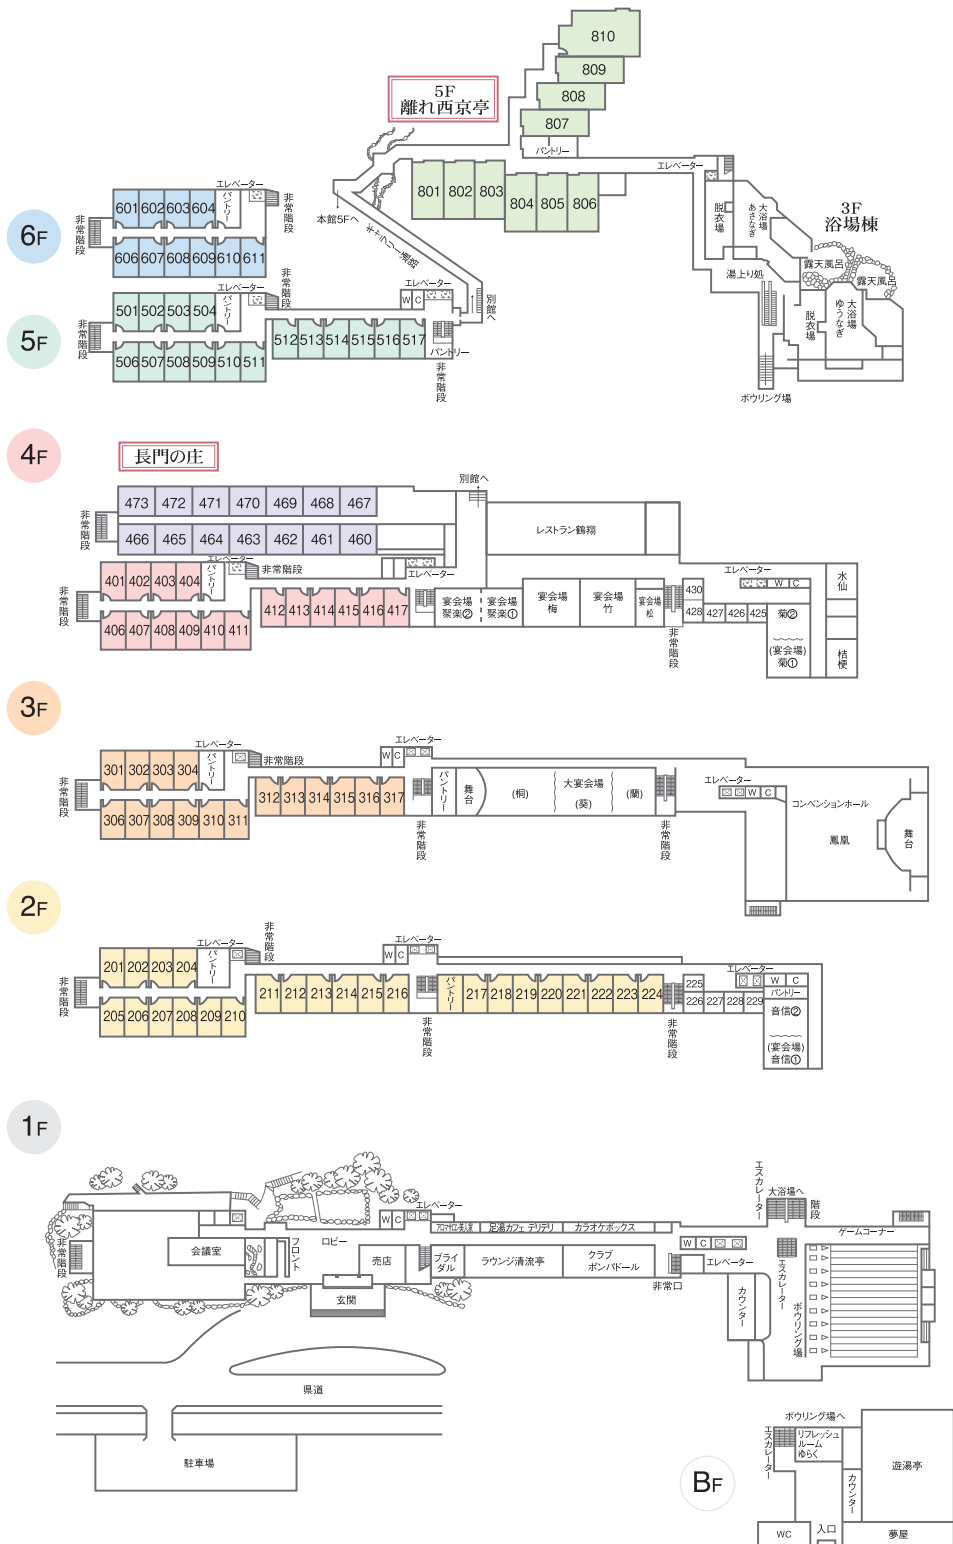 810
809
808
807
パントリー
5F
離れ西京亭
エレベーター
801
802
803
804
805
806
本館5Fへ
ギャラリー湯館
別館へ
3F
浴場棟
脱衣場
大浴場
あさなぎ
露天風呂
露天風呂
湯上り処
脱衣場
大浴場
ゆうなぎ
ボウリング場
6F
エレベーター
601
602
603
604
パントリー
非常階段
非常階段
606
607
608
609
610
611
5F
エレベーター
非常階段
501
502
503
504
パントリー
非常階段
506
507
508
509
510
511
512
513
514
515
516
517
W
C
エレベーター
パントリー
非常階段
4F
長門の庄
別館へ
473
472
471
470
469
468
467
非常階段
466
465
464
463
462
461
460
レストラン鶴翔
エレベーター
非常階段
401
402
403
404
パントリー
非常階段
406
407
408
409
410
411
412
413
414
415
416
417
エレベーター
宴会場
聚楽②
宴会場
聚楽①
宴会場
梅
宴会場
竹
宴会場
松
非常階段
430
428
427
426
425
エレベーター
W
C
菊②
(宴会場)
菊①
水仙
桔梗
3F
エレベーター
301
302
303
304
パントリー
非常階段
非常階段
306
307
308
309
310
311
312
313
314
315
316
317
エレベーター
W
C
非常階段
パントリー
舞台
(桐)
大宴会場
(葵)
(蘭)
非常階段
エレベーター
W
C
コンベンションホール
鳳凰
舞台
2F
エレベーター
非常階段
201
202
203
204
パントリー
非常階段
205
206
207
208
209
210
211
212
213
214
215
216
エレベーター
W
C
非常階段
パントリー
217
218
219
220
221
222
223
224
非常階段
225
226
227
228
229
エレベーター
W
C
パントリー
音信②
(宴会場)
音信①
1F
非常階段
会議室
フロント
ロビー
W
C
エレベーター
売店
玄関
ブライダル
足湯カフェ デリデリ
カラオケボックス
ラウンジ清流亭
クラブ
ポンパドール
非常口
W
C
エレベーター
エスカレーター
大浴場へ
階段
ゲームコーナー
エスカレーター
カウンター
ボウリング場
県道
駐車場
BF
ボウリング場へ
エスカレーター
リフレッシュ
ルーム
ゆらく
カウンター
遊湯亭
WC
入口
夢屋